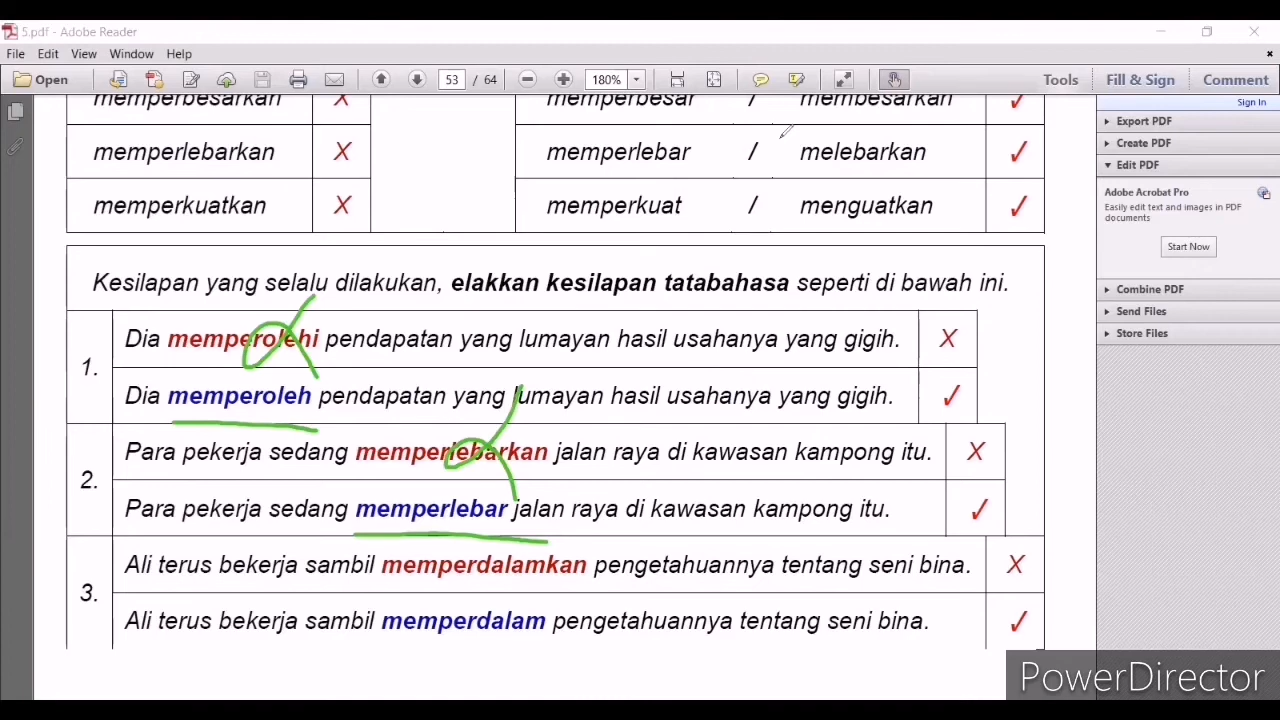 5.pdf - Adobe Reader
File Edit View Window Help
Open 53 / 64 180% Tools Fill & Sign Comment
Sign In
memperbesarkan X memperbesar / membesarkan ✓
memperlebarkan X memperlebar / melebarkan ✓
memperkuatkan X memperkuat / menguatkan ✓
Kesilapan yang selalu dilakukan, elakkan kesilapan tatabahasa seperti di bawah ini.
1.
Dia memperolehi pendapatan yang lumayan hasil usahanya yang gigih. X
Dia memperoleh pendapatan yang lumayan hasil usahanya yang gigih. ✓
2.
Para pekerja sedang memperlebarkan jalan raya di kawasan kampong itu. X
Para pekerja sedang memperlebar jalan raya di kawasan kampong itu. ✓
3.
Ali terus bekerja sambil memperdalamkan pengetahuannya tentang seni bina. X
Ali terus bekerja sambil memperdalam pengetahuannya tentang seni bina. ✓
Export PDF
Create PDF
Edit PDF
Adobe Acrobat Pro
Easily edit text and images in PDF
documents
Start Now
Combine PDF
Send Files
Store Files
PowerDirector